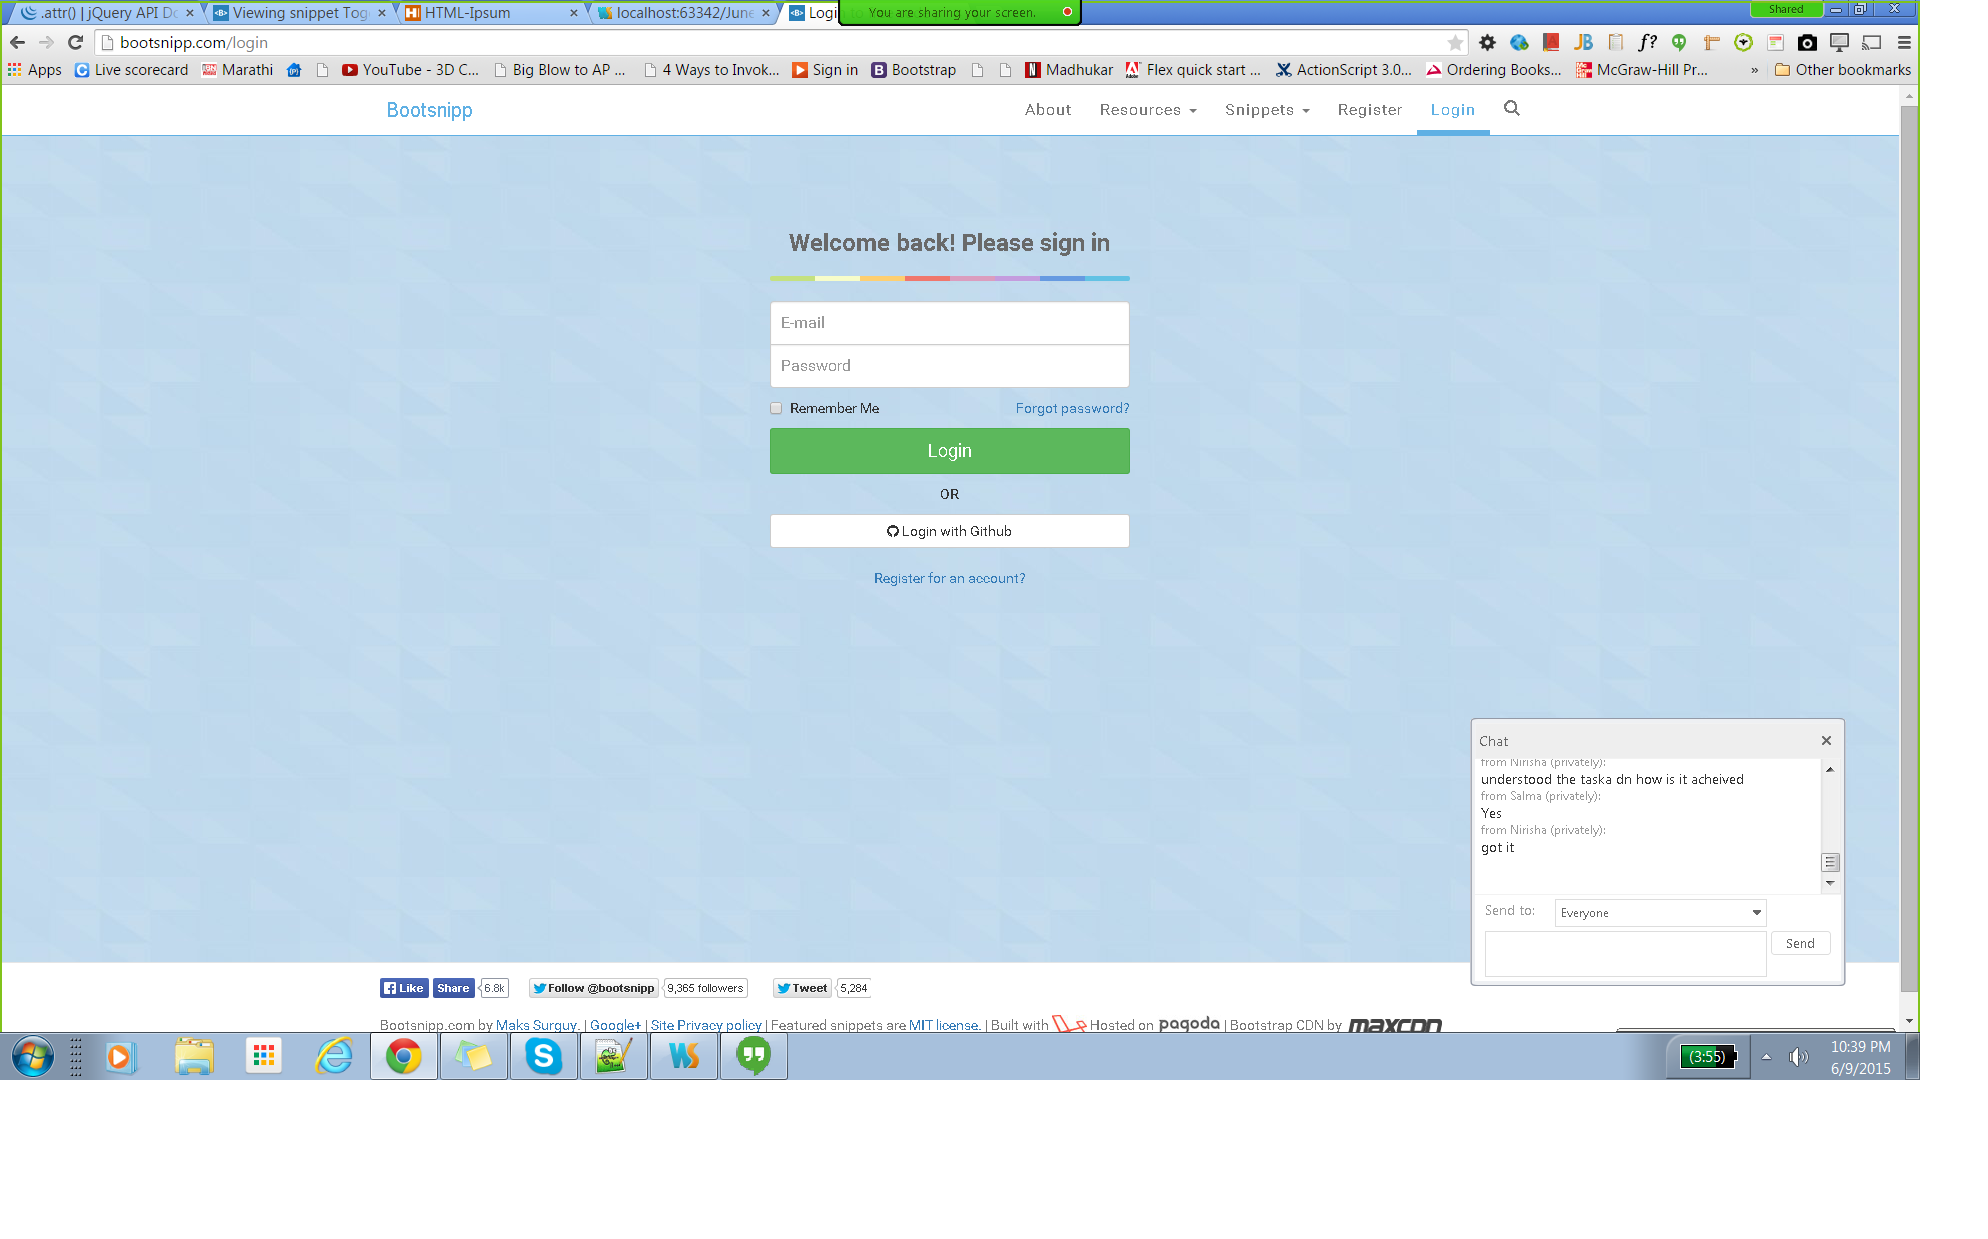 .attr() | jQuery API Do
Viewing snippet Tog
HTML-Ipsum
localhost:63342/June
Login
You are sharing your screen.
Shared
bootsnipp.com/login
Apps
Live scorecard
Marathi
YouTube - 3D C...
Big Blow to AP ...
4 Ways to Invok...
Sign in
Bootstrap
Madhukar
Flex quick start ...
ActionScript 3.0...
Ordering Books...
McGraw-Hill Pr...
»
Other bookmarks
Bootsnipp
About
Resources
Snippets
Register
Login
Welcome back! Please sign in
E-mail
Password
Remember Me
Forgot password?
Login
OR
Login with Github
Register for an account?
Chat
from Nirisha (privately):
understood the taska dn how is it acheived
from Salma (privately):
Yes
from Nirisha (privately):
got it
Send to:
Everyone
Send
Like
Share
6.8k
Follow @bootsnipp
9,365 followers
Tweet
5,284
Bootsnipp.com by Maks Surguy. | Google+ | Site Privacy policy | Featured snippets are MIT license. | Built with Hosted on pagoda | Bootstrap CDN by maxcdn
(3:55)
10:39 PM
6/9/2015